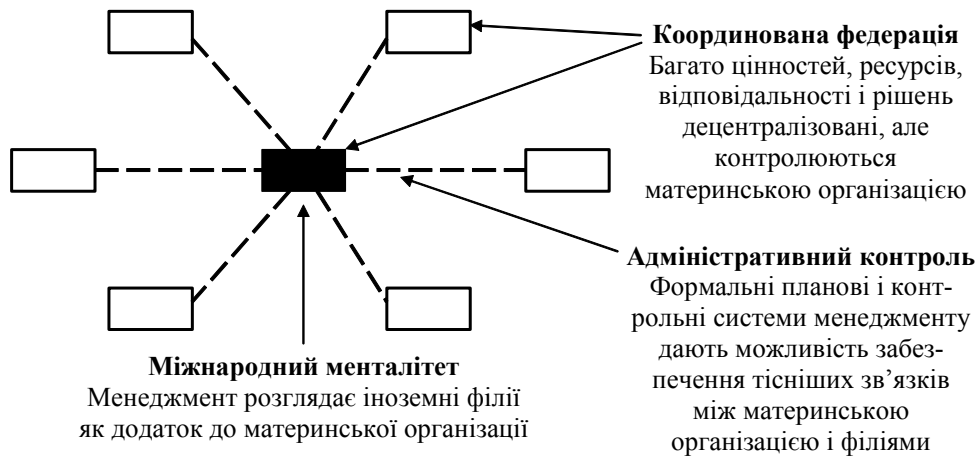 Координована федерація
Багато цінностей, ресурсів,
відповідальності і рішень
децентралізовані, але
контролюються
материнською організацією
Адміністративний контроль
Формальні планові і конт-
рольні системи менеджменту
дають можливість забез-
печення тісніших зв’язків
між материнською
організацією і філіями
Міжнародний менталітет
Менеджмент розглядає іноземні філії
як додаток до материнської організації